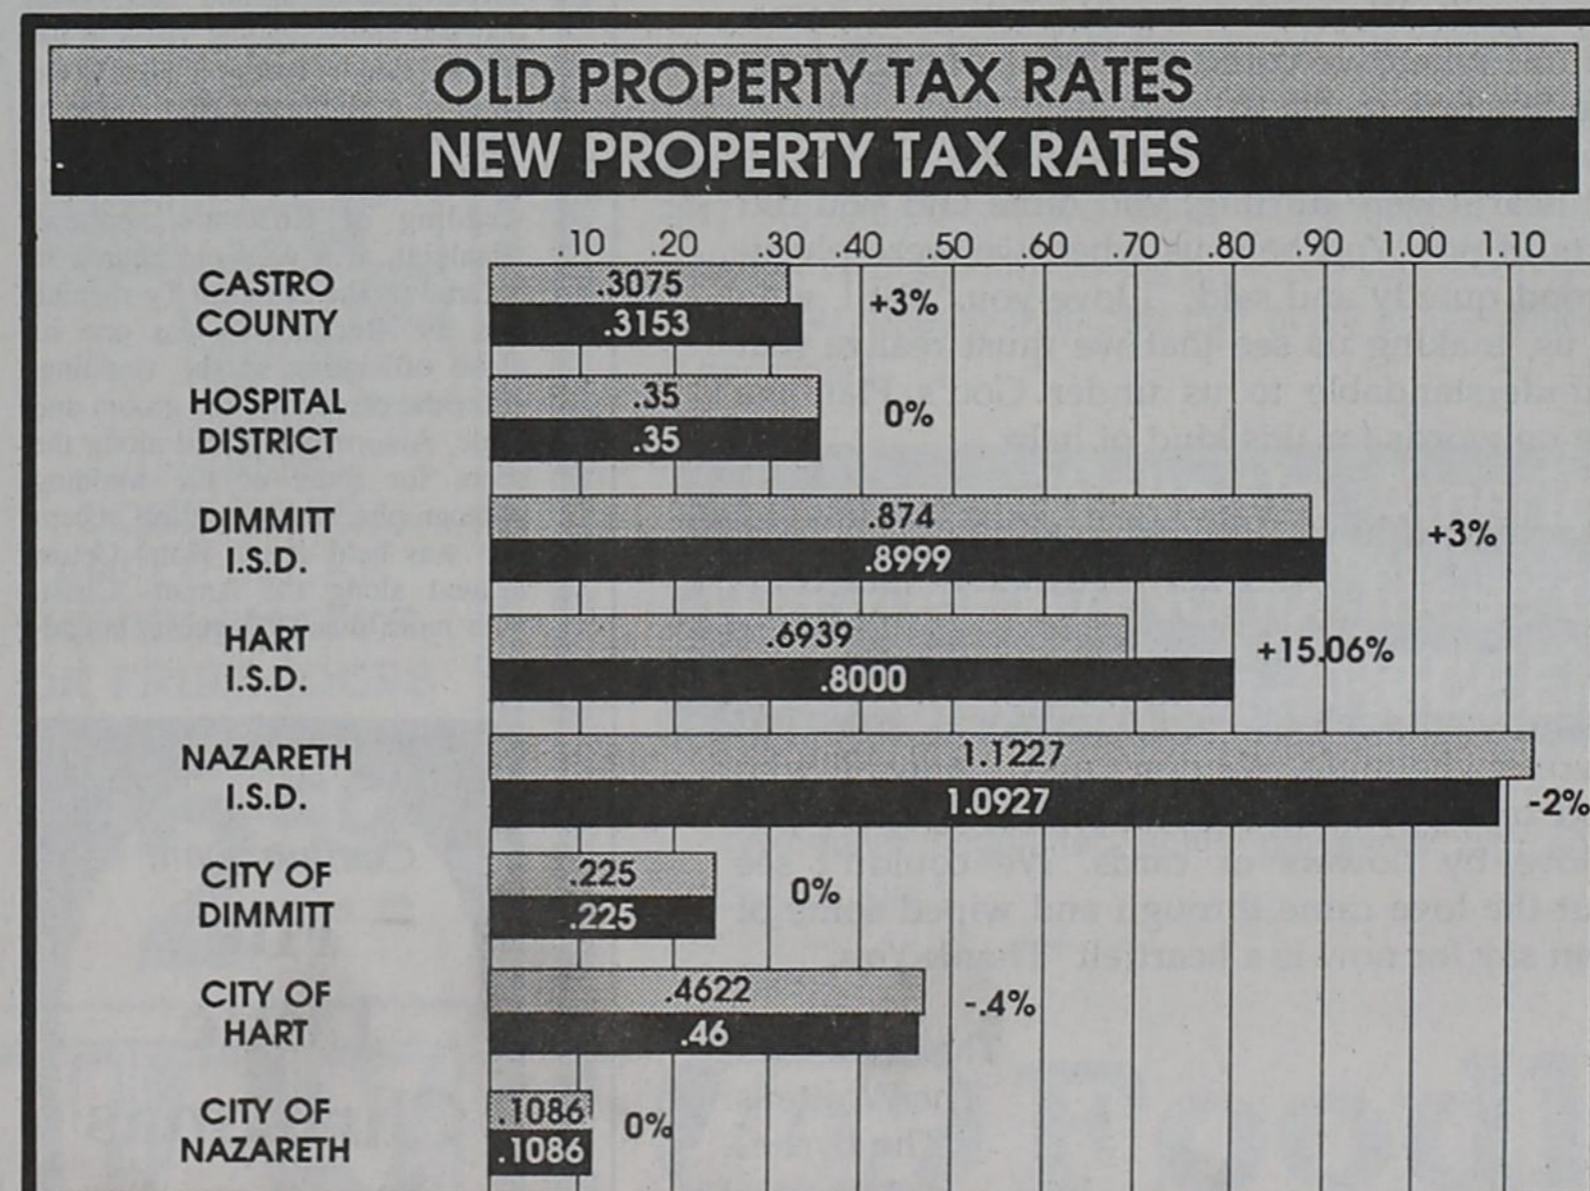 OLD PROPERTY TAX RATES
NEW PROPERTY TAX RATES
.10 .20 .30 .40 .50 .60 .70 .80 .90 1.00 1.10
CASTRO
COUNTY
.3075
.3153
+3%
HOSPITAL
DISTRICT
.35
.35
0%
DIMMITT
I.S.D.
.874
.8999
+3%
HART
I.S.D.
.6939
.8000
+15.06%
NAZARETH
I.S.D.
1.1227
1.0927
-2%
CITY OF
DIMMITT
.225
.225
0%
CITY OF
HART
.4622
.46
-.4%
CITY OF
NAZARETH
.1086
.1086
0%